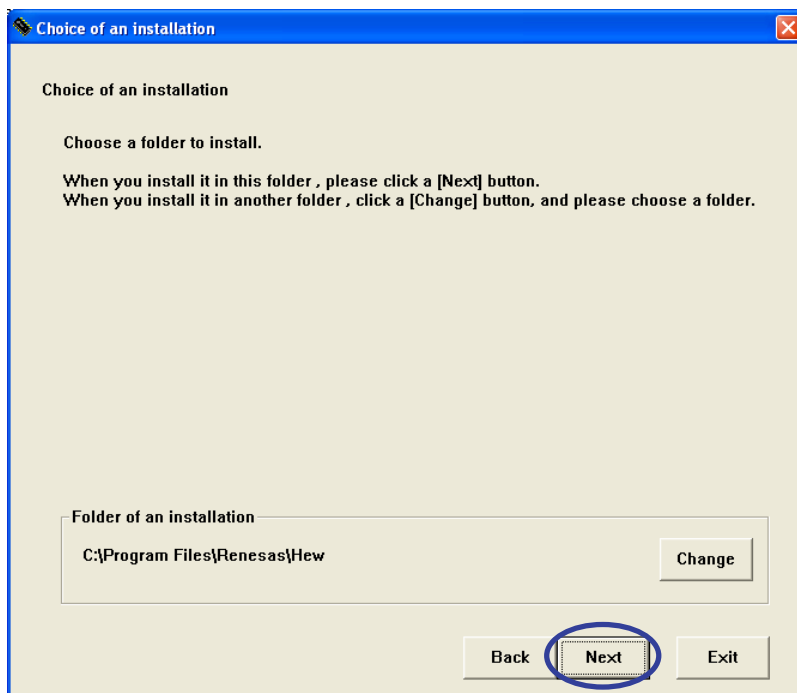 Choice of an installation
Choice of an installation
Choose a folder to install.
When you install it in this folder , please click a [Next] button.
When you install it in another folder , click a [Change] button, and please choose a folder.
Folder of an installation
C:\Program Files\Renesas\Hew
Change
Back Next Exit